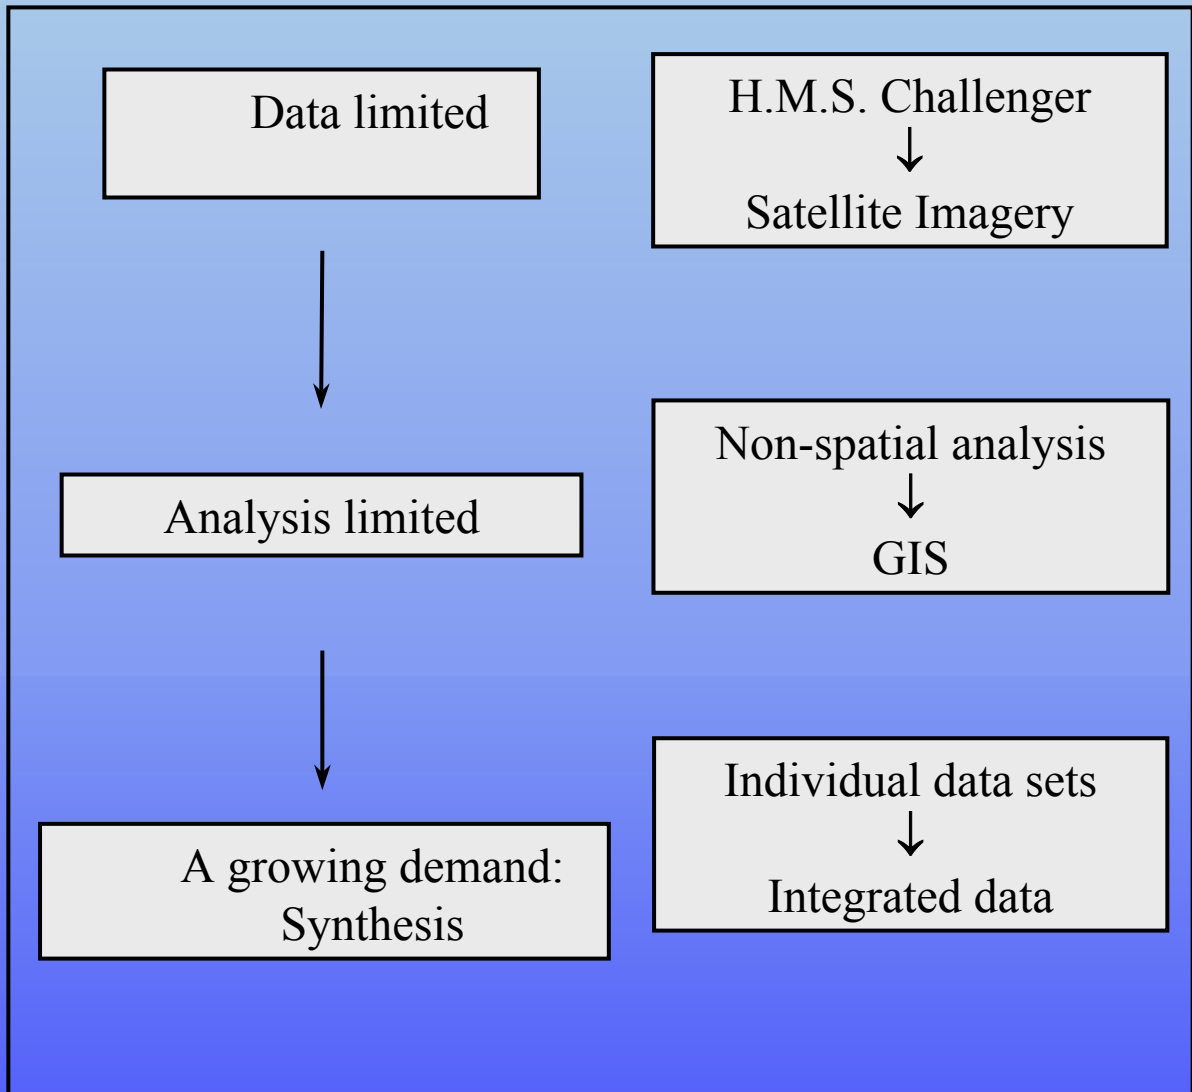 Data limited
H.M.S. Challenger
↓
Satellite Imagery
Analysis limited
Non-spatial analysis
↓
GIS
A growing demand:
Synthesis
Individual data sets
↓
Integrated data